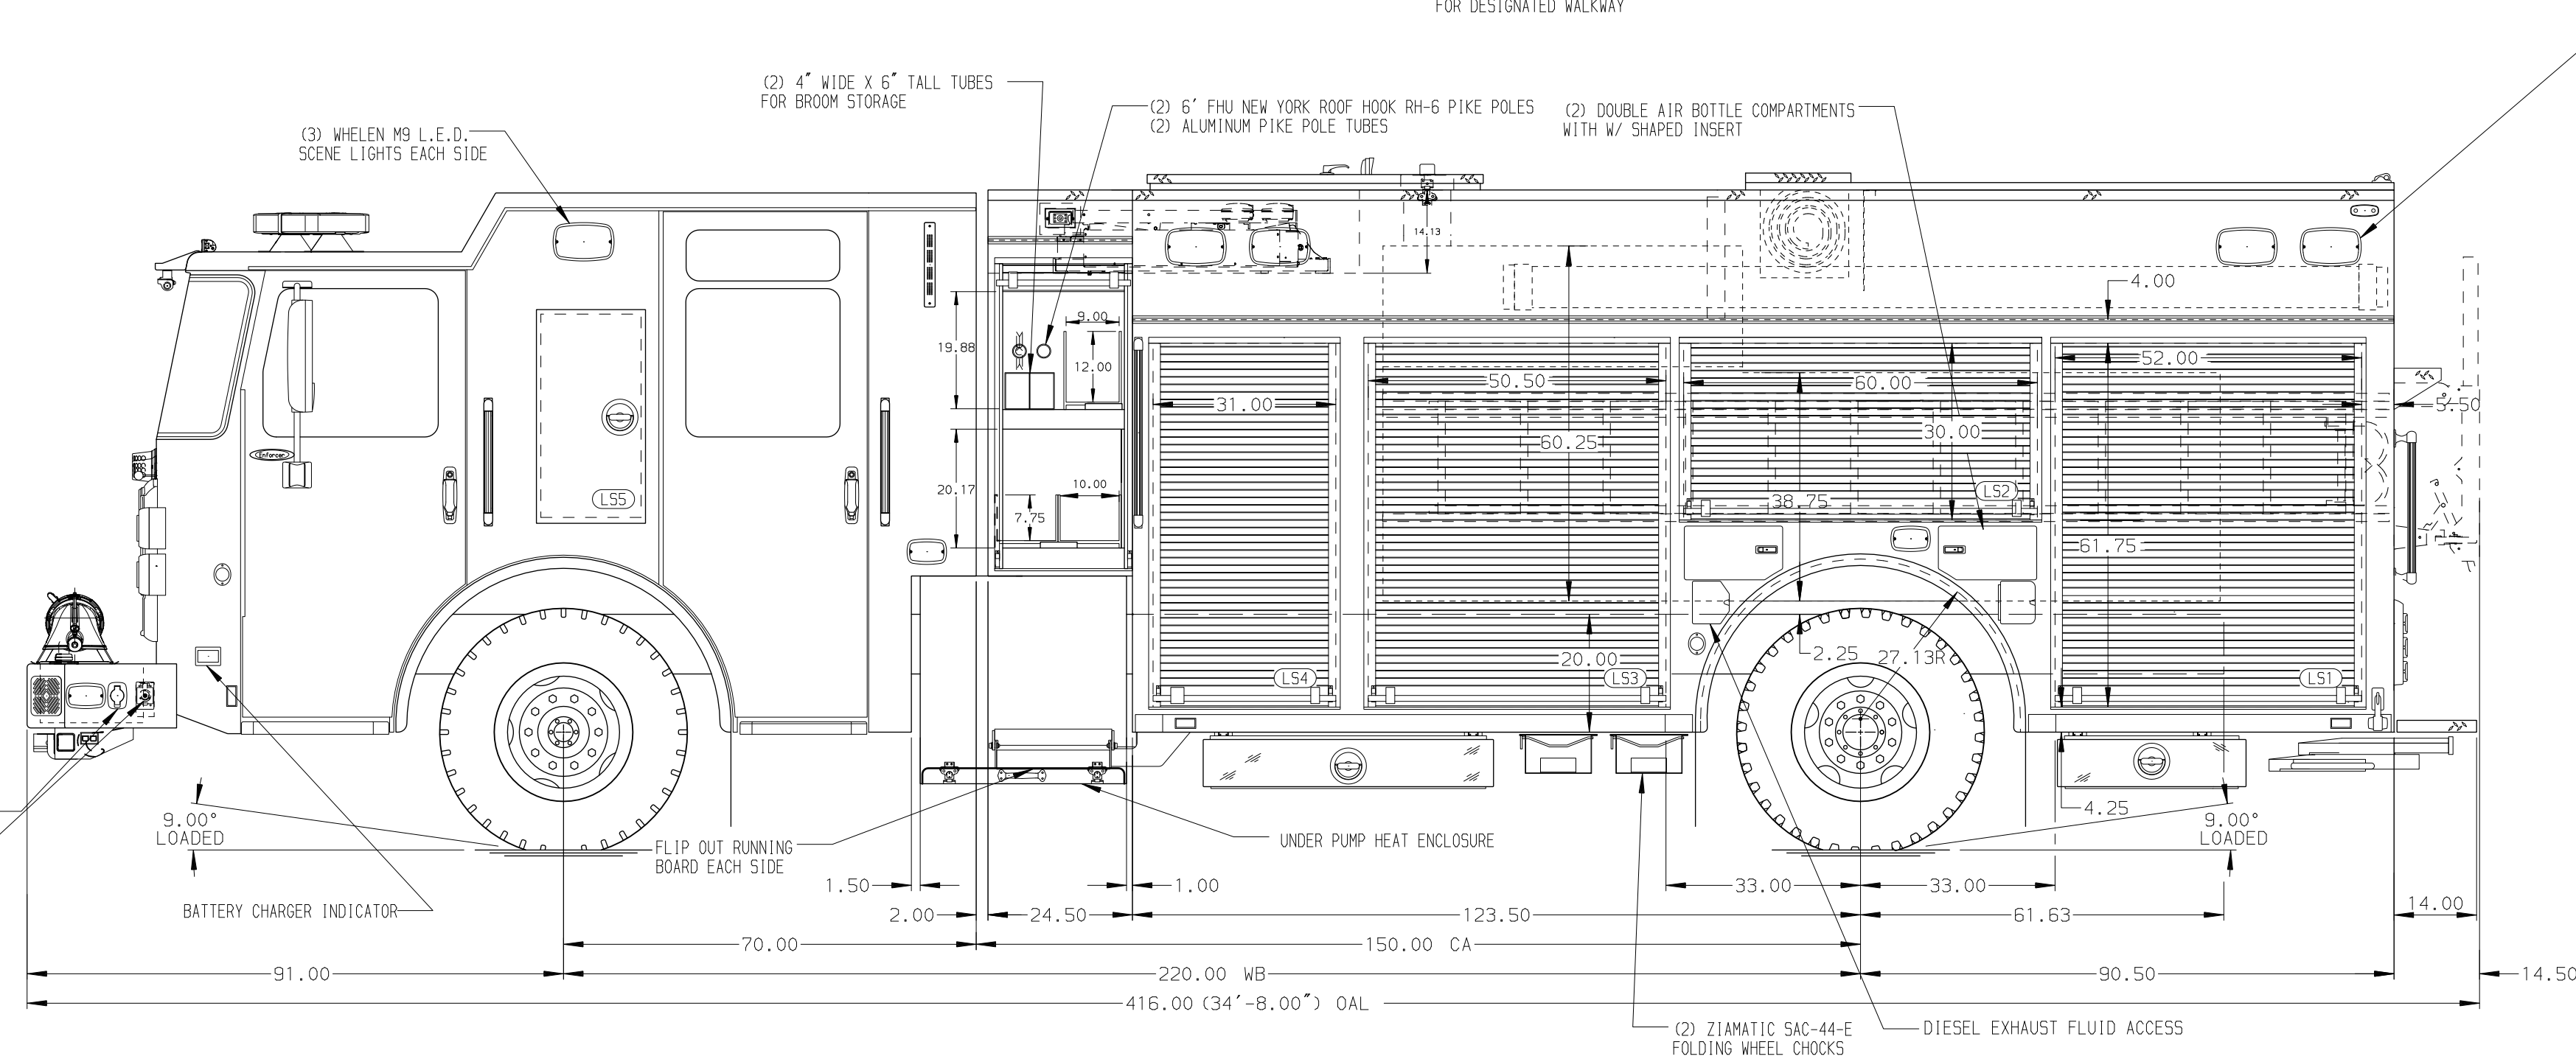 FOR DESIGNATED WALKWAY
(2) 4" WIDE X 6" TALL TUBES
FOR BROOM STORAGE
(2) 6' FHU NEW YORK ROOF HOOK RH-6 PIKE POLES
(2) ALUMINUM PIKE POLE TUBES
(2) DOUBLE AIR BOTTLE COMPARTMENTS
WITH W/ SHAPED INSERT
(3) WHELEN M9 L.E.D.
SCENE LIGHTS EACH SIDE
14.13
4.00
9.00
19.88
12.00
52.00
50.50
60.00
31.00
5.50
30.00
60.25
Enforcer
20.17
10.00
LS5
LS2
38.75
7.75
61.75
2.25
27.13R
20.00
LS4
LS3
LS1
4.25
9.00°
LOADED
9.00°
LOADED
FLIP OUT RUNNING
BOARD EACH SIDE
UNDER PUMP HEAT ENCLOSURE
1.50
1.00
33.00
33.00
BATTERY CHARGER INDICATOR
2.00
24.50
123.50
61.63
14.00
70.00
150.00 CA
91.00
220.00 WB
90.50
14.50
416.00 (34'-8.00") OAL
(2) ZIAMATIC SAC-44-E
FOLDING WHEEL CHOCKS
DIESEL EXHAUST FLUID ACCESS